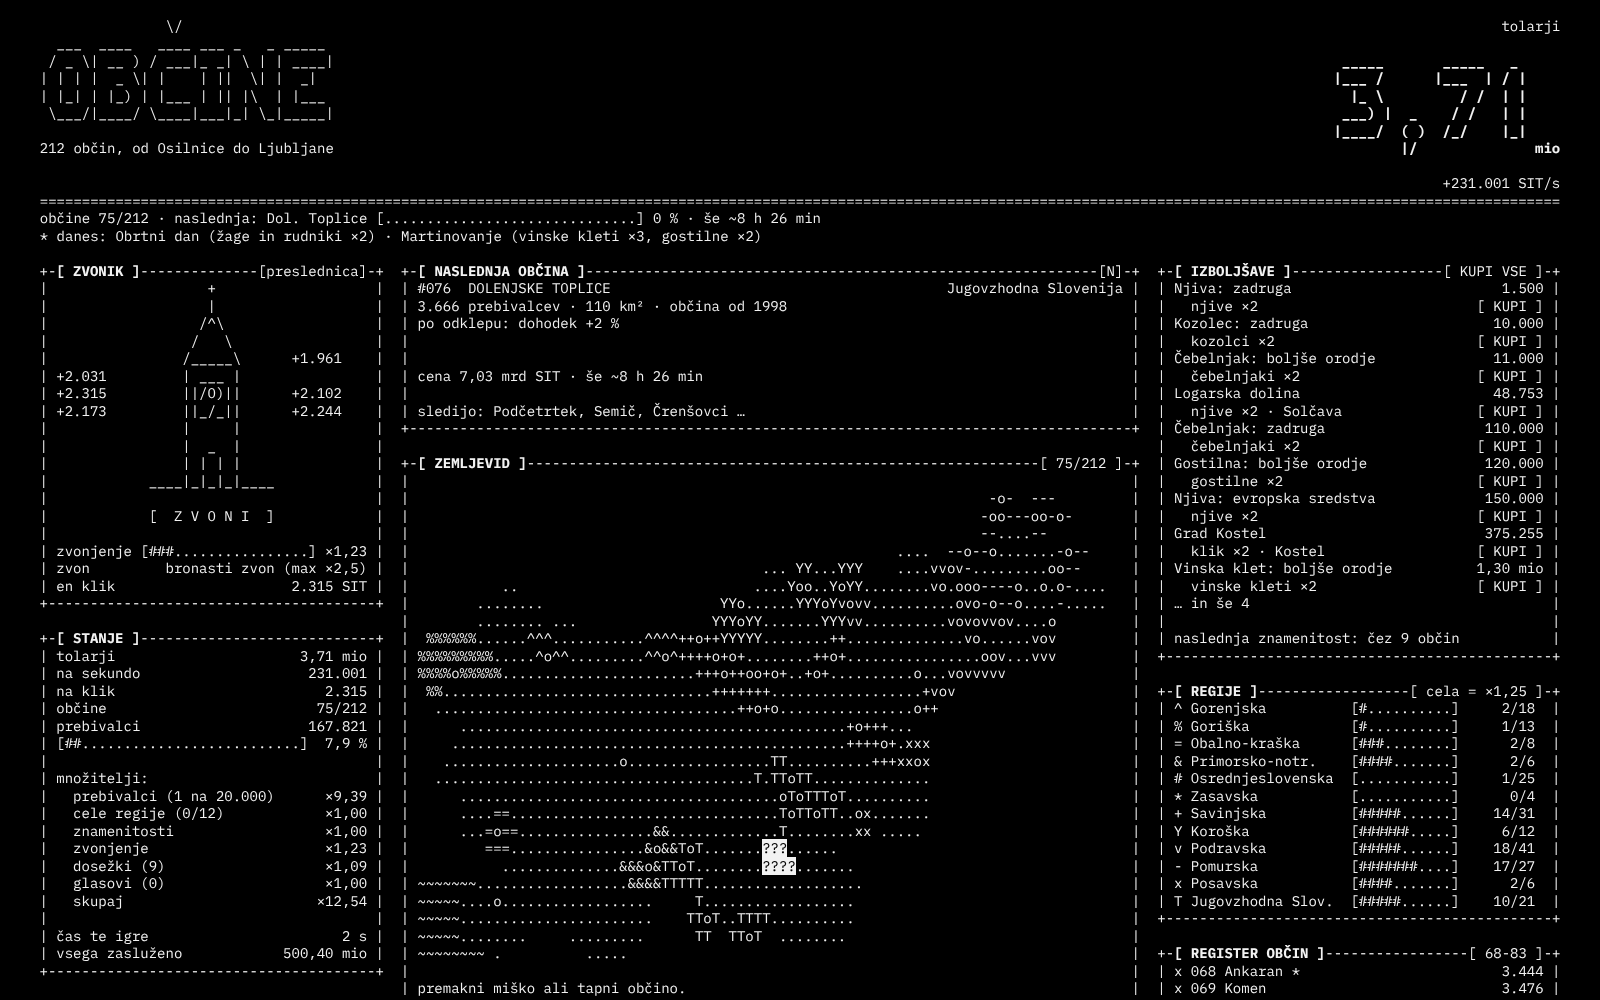 OBČINE
tolarji
3,71 mio
212 občin, od Osilnice do Ljubljane
+231.001 SIT/s
občine 75/212 · naslednja: Dol. Toplice [..............................] 0 % · še ~8 h 26 min
* danes: Obrtni dan (žage in rudniki ×2) · Martinovanje (vinske kleti ×3, gostilne ×2)
[ ZVONIK ] [preslednica]
+1.961
+2.031
+2.315 +2.102
+2.173 +2.244
[ Z V O N I ]
zvonjenje [###................] ×1,23
zvon bronasti zvon (max ×2,5)
en klik 2.315 SIT
[ STANJE ]
tolarji 3,71 mio
na sekundo 231.001
na klik 2.315
občine 75/212
prebivalci 167.821
[##..........................] 7,9 %
množitelji:
prebivalci (1 na 20.000) ×9,39
cele regije (0/12) ×1,00
znamenitosti ×1,00
zvonjenje ×1,23
dosežki (9) ×1,09
glasovi (0) ×1,00
skupaj ×12,54
čas te igre 2 s
vsega zasluženo 500,40 mio
[ NASLEDNJA OBČINA ] [N]
#076 DOLENJSKE TOPLICE Jugovzhodna Slovenija
3.666 prebivalcev · 110 km² · občina od 1998
po odklepu: dohodek +2 %
cena 7,03 mrd SIT · še ~8 h 26 min
sledijo: Podčetrtek, Semič, Črenšovci …
[ ZEMLJEVID ] [ 75/212 ]
premakni miško ali tapni občino.
[ IZBOLJŠAVE ] [ KUPI VSE ]
Njiva: zadruga 1.500
njive ×2 [ KUPI ]
Kozolec: zadruga 10.000
kozolci ×2 [ KUPI ]
Čebelnjak: boljše orodje 11.000
čebelnjaki ×2 [ KUPI ]
Logarska dolina 48.753
njive ×2 · Solčava [ KUPI ]
Čebelnjak: zadruga 110.000
čebelnjaki ×2 [ KUPI ]
Gostilna: boljše orodje 120.000
gostilne ×2 [ KUPI ]
Njiva: evropska sredstva 150.000
njive ×2 [ KUPI ]
Grad Kostel 375.255
klik ×2 · Kostel [ KUPI ]
Vinska klet: boljše orodje 1,30 mio
vinske kleti ×2 [ KUPI ]
… in še 4
naslednja znamenitost: čez 9 občin
[ REGIJE ] [ cela = ×1,25 ]
^ Gorenjska [#..........] 2/18
% Goriška [#..........] 1/13
= Obalno-kraška [###........] 2/8
& Primorsko-notr. [####.......] 2/6
# Osrednjeslovenska [...........] 1/25
* Zasavska [...........] 0/4
+ Savinjska [#####......] 14/31
Y Koroška [######.....] 6/12
v Podravska [#####......] 18/41
- Pomurska [#######....] 17/27
x Posavska [####.......] 2/6
T Jugovzhodna Slov. [#####......] 10/21
[ REGISTER OBČIN ] [ 68-83 ]
x 068 Ankaran * 3.444
x 069 Komen 3.476